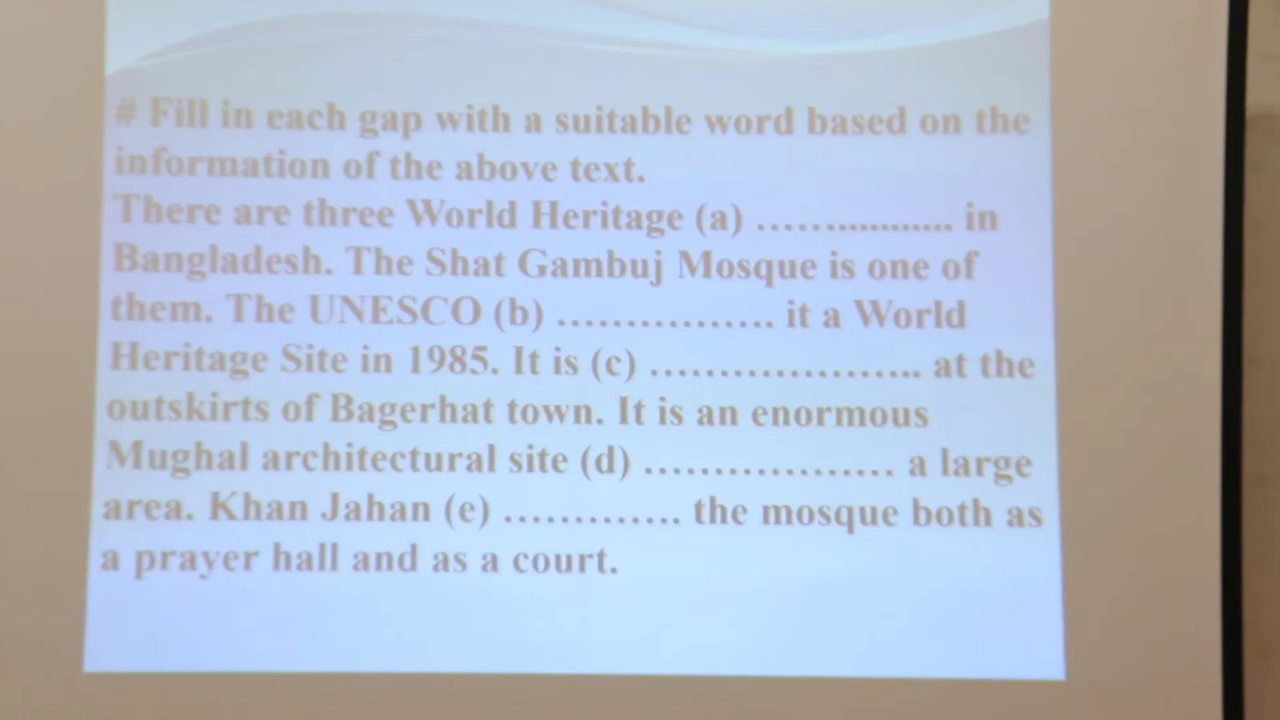 # Fill in each gap with a suitable word based on the
information of the above text.
There are three World Heritage (a) .................. in
Bangladesh. The Shat Gambuj Mosque is one of
them. The UNESCO (b) ................ it a World
Heritage Site in 1985. It is (c) .................... at the
outskirts of Bagerhat town. It is an enormous
Mughal architectural site (d) .................. a large
area. Khan Jahan (e) ............. the mosque both as
a prayer hall and as a court.